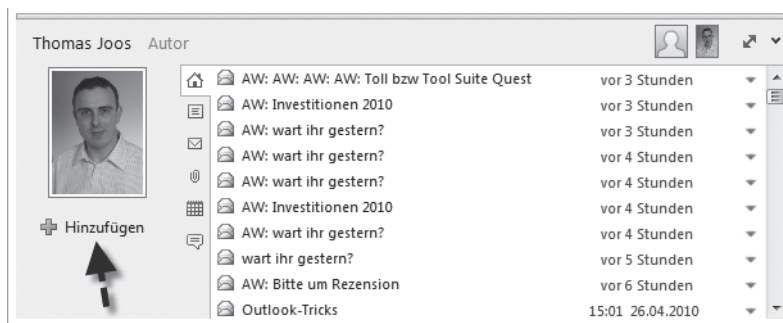 Thomas Joos Autor
Hinzufügen
AW: AW: AW: AW: Toll bzw Tool Suite Quest vor 3 Stunden
AW: Investitionen 2010 vor 3 Stunden
AW: wart ihr gestern? vor 3 Stunden
AW: wart ihr gestern? vor 4 Stunden
AW: wart ihr gestern? vor 4 Stunden
AW: Investitionen 2010 vor 4 Stunden
AW: wart ihr gestern? vor 4 Stunden
wart ihr gestern? vor 5 Stunden
AW: Bitte um Rezension vor 6 Stunden
Outlook-Tricks 15:01 26.04.2010